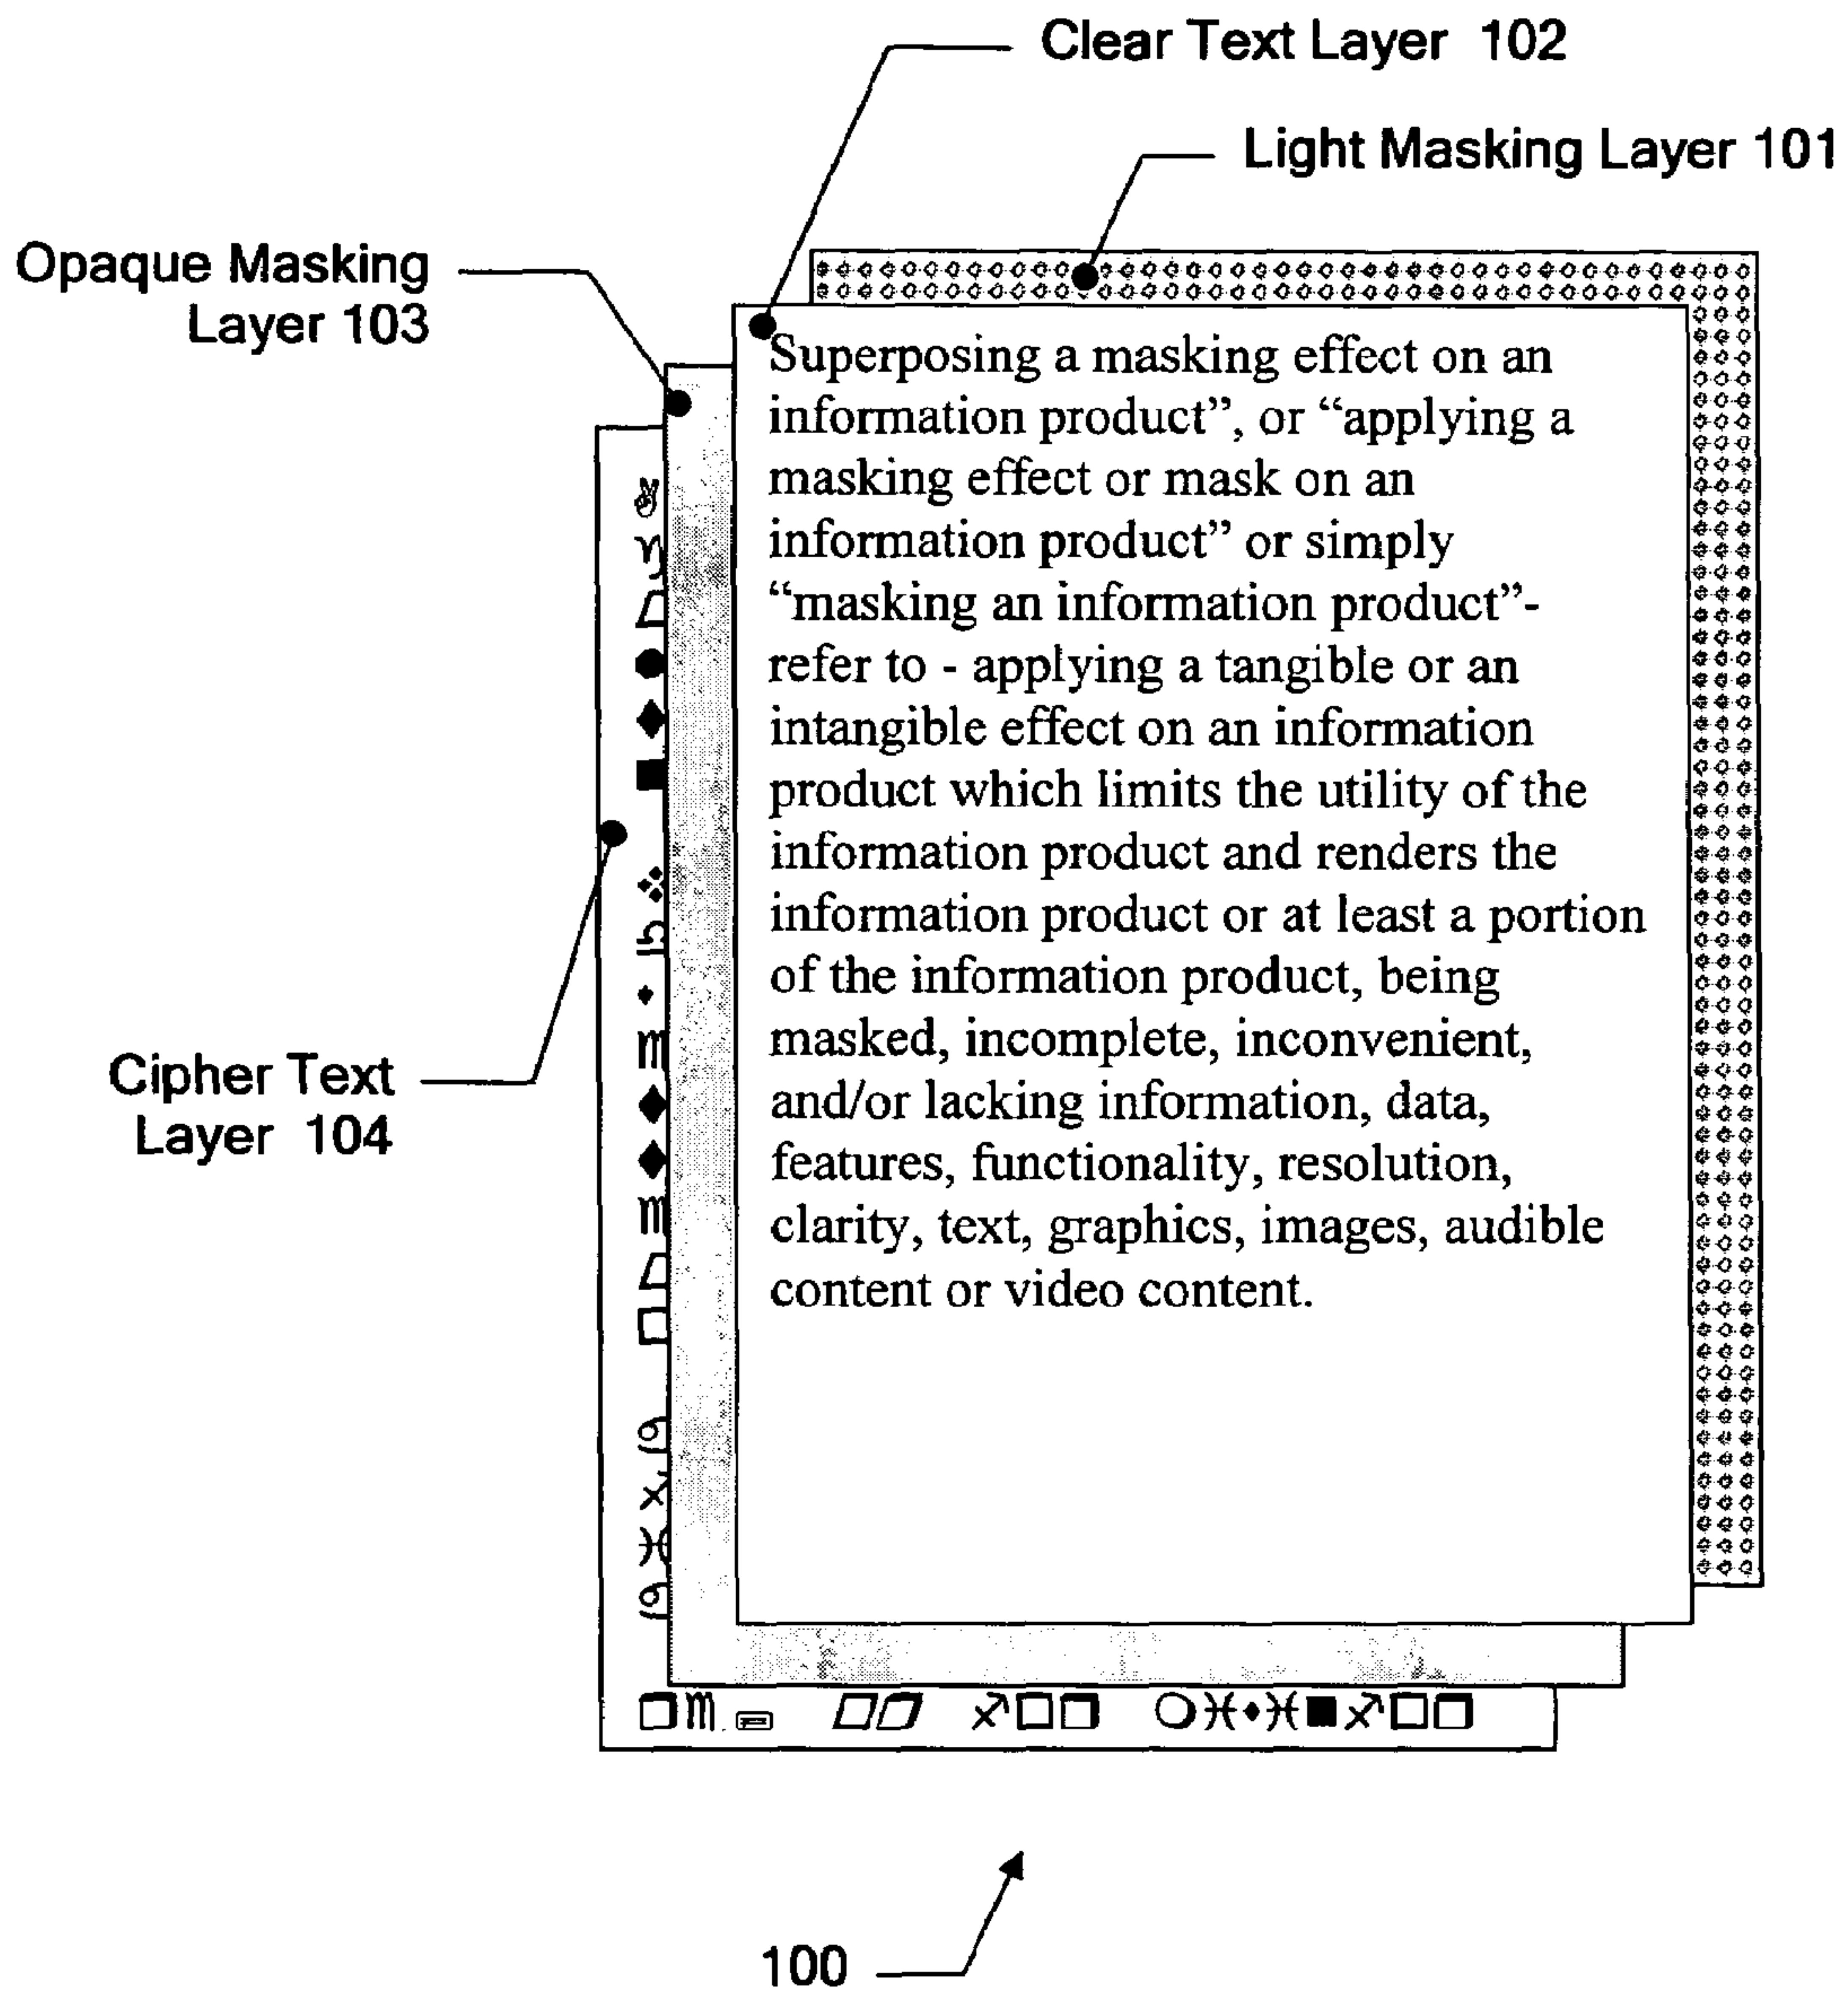 Clear Text Layer 102
Light Masking Layer 101
Opaque Masking
Layer 103
Superposing a masking effect on an
information product”, or “applying a
masking effect or mask on an
information product” or simply
“masking an information product”-
refer to - applying a tangible or an
intangible effect on an information
product which limits the utility of the
information product and renders the
information product or at least a portion
of the information product, being
masked, incomplete, inconvenient,
and/or lacking information, data,
features, functionality, resolution,
clarity, text, graphics, images, audible
content or video content.
Cipher Text
Layer 104
100